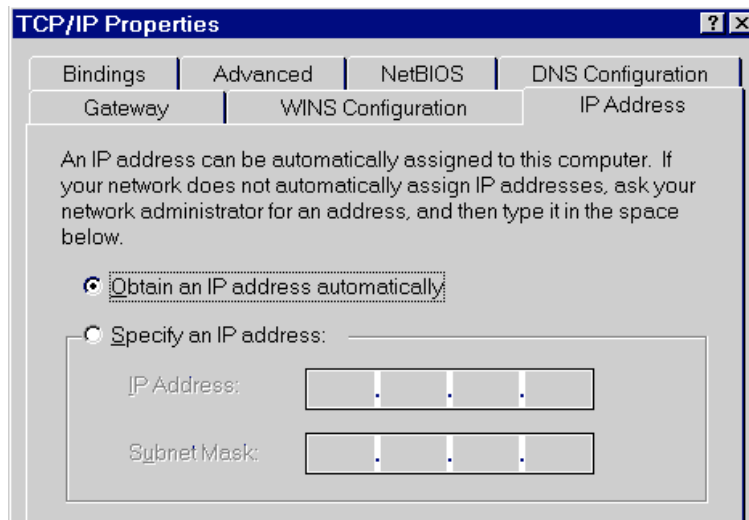 TCP/IP Properties
Bindings Advanced NetBIOS DNS Configuration
Gateway WINS Configuration IP Address
An IP address can be automatically assigned to this computer. If
your network does not automatically assign IP addresses, ask your
network administrator for an address, and then type it in the space
below.
Obtain an IP address automatically
Specify an IP address:
IP Address:
Subnet Mask: